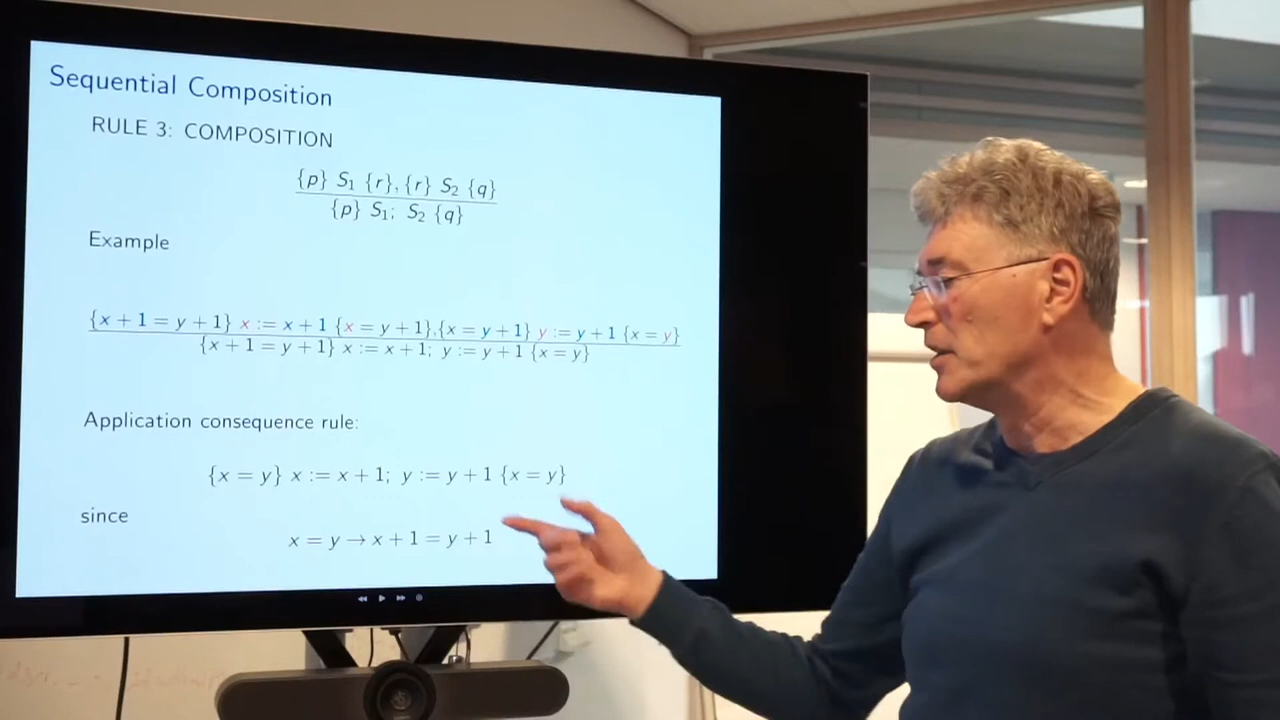 Sequential Composition
RULE 3: COMPOSITION
{p} S₁ {r}, {r} S₂ {q}
{p} S₁; S₂ {q}
Example
{x + 1 = y + 1} x := x + 1 {x = y + 1},{x = y + 1} y := y + 1 {x = y}
{x + 1 = y + 1} x := x + 1; y := y + 1 {x = y}
Application consequence rule:
{x = y} x := x + 1; y := y + 1 {x = y}
since
x = y → x + 1 = y + 1